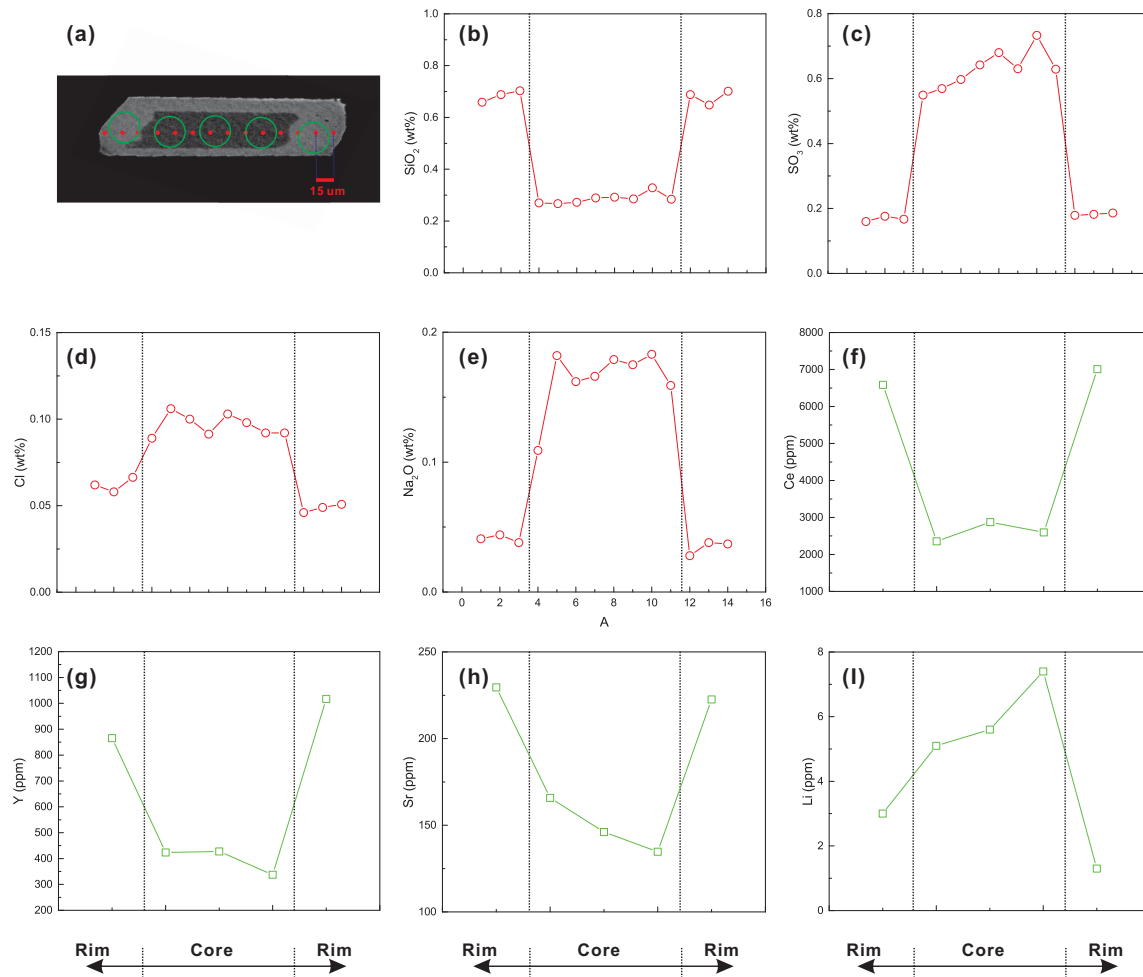 (a)
15 um
(b)
SiO2 (wt%)
1.0
0.8
0.6
0.4
0.2
0.0
(c)
SO3 (wt%)
0.8
0.6
0.4
0.2
0.0
(d)
Cl (wt%)
0.15
0.10
0.05
0.00
(e)
Na2O (wt%)
0.2
0.1
0.0
0 2 4 6 8 10 12 14 16
A
(f)
Ce (ppm)
8000
7000
6000
5000
4000
3000
2000
1000
(g)
Y (ppm)
1200
1100
1000
900
800
700
600
500
400
300
200
(h)
Sr (ppm)
250
200
150
100
(I)
Li (ppm)
8
6
4
2
0
Rim Core Rim
Rim Core Rim
Rim Core Rim